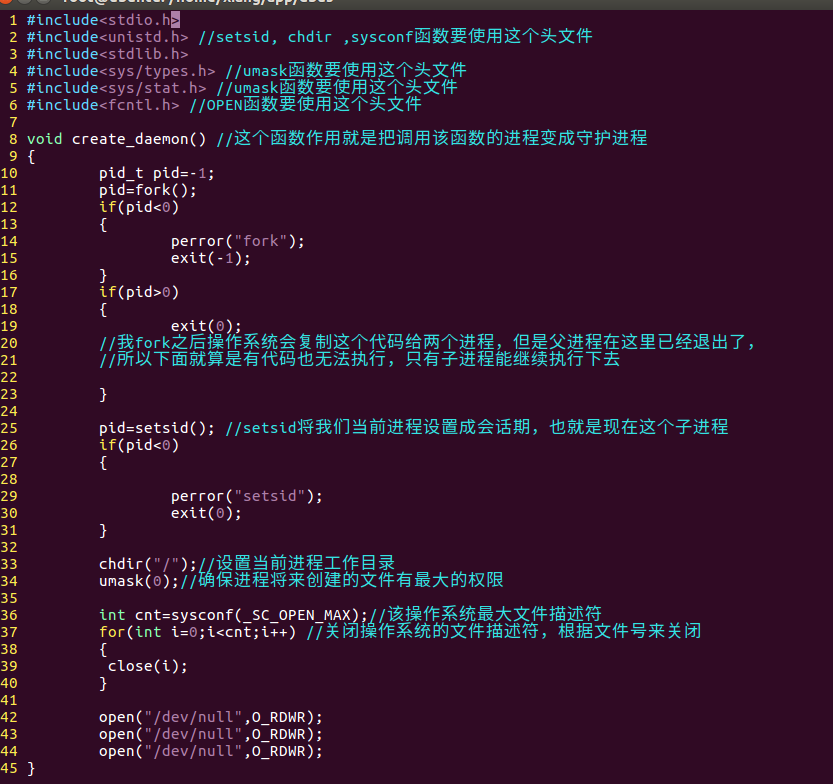 1 #include<stdio.h>
2 #include<unistd.h> //setsid, chdir ,sysconf函数要使用这个头文件
3 #include<stdlib.h>
4 #include<sys/types.h> //umask函数要使用这个头文件
5 #include<sys/stat.h> //umask函数要使用这个头文件
6 #include<fcntl.h> //OPEN函数要使用这个头文件
7
8 void create_daemon() //这个函数作用就是把调用该函数的进程变成守护进程
9 {
10         pid_t pid=-1;
11         pid=fork();
12         if(pid<0)
13         {
14                 perror("fork");
15                 exit(-1);
16         }
17         if(pid>0)
18         {
19                 exit(0);
20         //我fork之后操作系统会复制这个代码给两个进程，但是父进程在这里已经退出了，
21         //所以下面就算是有代码也无法执行，只有子进程能继续执行下去
22
23         }
24
25         pid=setsid(); //setsid将我们当前进程设置成会话期，也就是现在这个子进程
26         if(pid<0)
27         {
28
29                 perror("setsid");
30                 exit(0);
31         }
32
33         chdir("/");//设置当前进程工作目录
34         umask(0);//确保进程将来创建的文件有最大的权限
35
36         int cnt=sysconf(_SC_OPEN_MAX);//该操作系统最大文件描述符
37         for(int i=0;i<cnt;i++) //关闭操作系统的文件描述符，根据文件号来关闭
38         {
39          close(i);
40         }
41
42         open("/dev/null",O_RDWR);
43         open("/dev/null",O_RDWR);
44         open("/dev/null",O_RDWR);
45 }